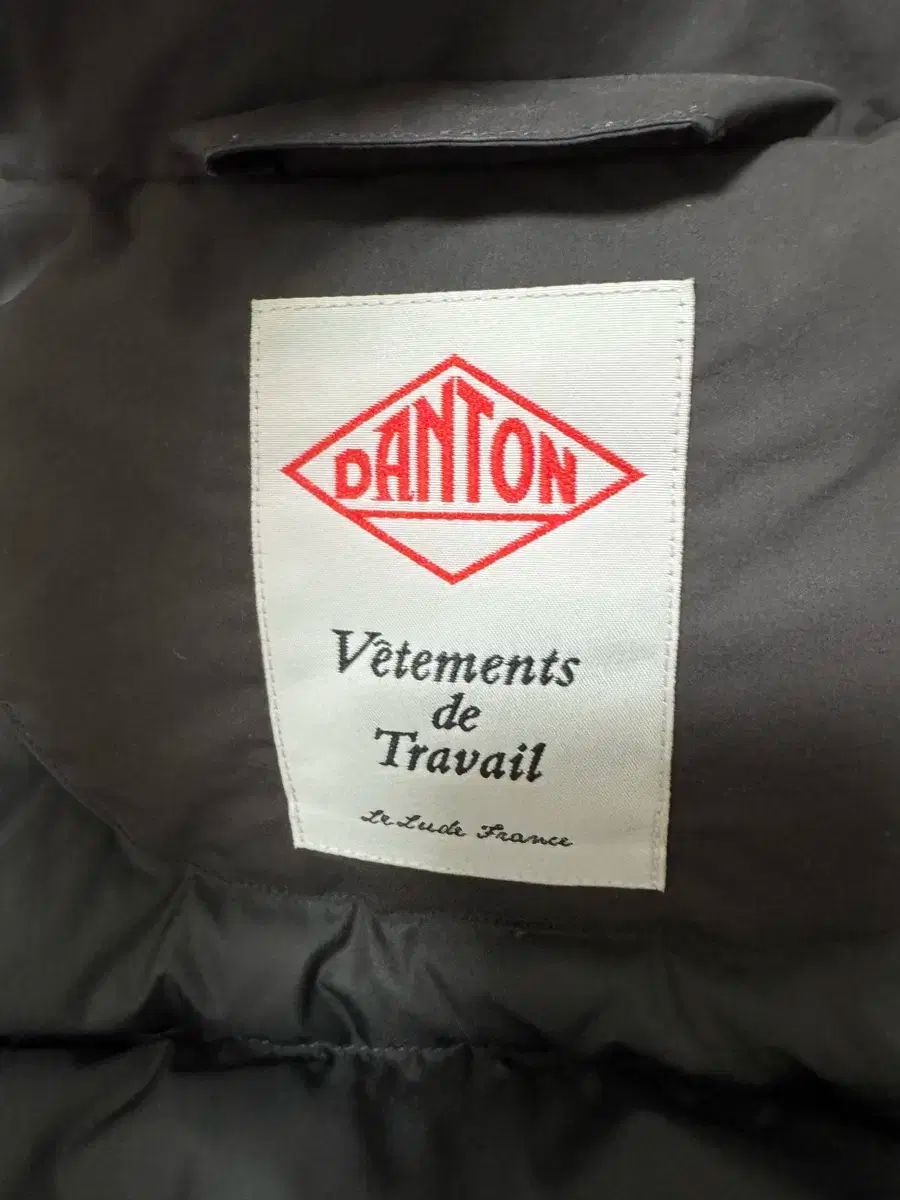 DANTON
Vêtements
de
Travail
Le Lude France